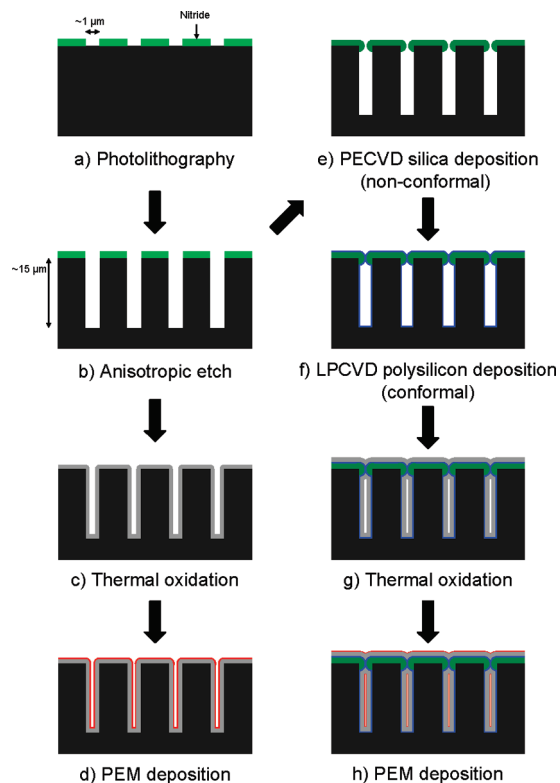 ~1 µm
Nitride
a) Photolithography
~15 µm
b) Anisotropic etch
c) Thermal oxidation
d) PEM deposition
e) PECVD silica deposition
(non-conformal)
f) LPCVD polysilicon deposition
(conformal)
g) Thermal oxidation
h) PEM deposition